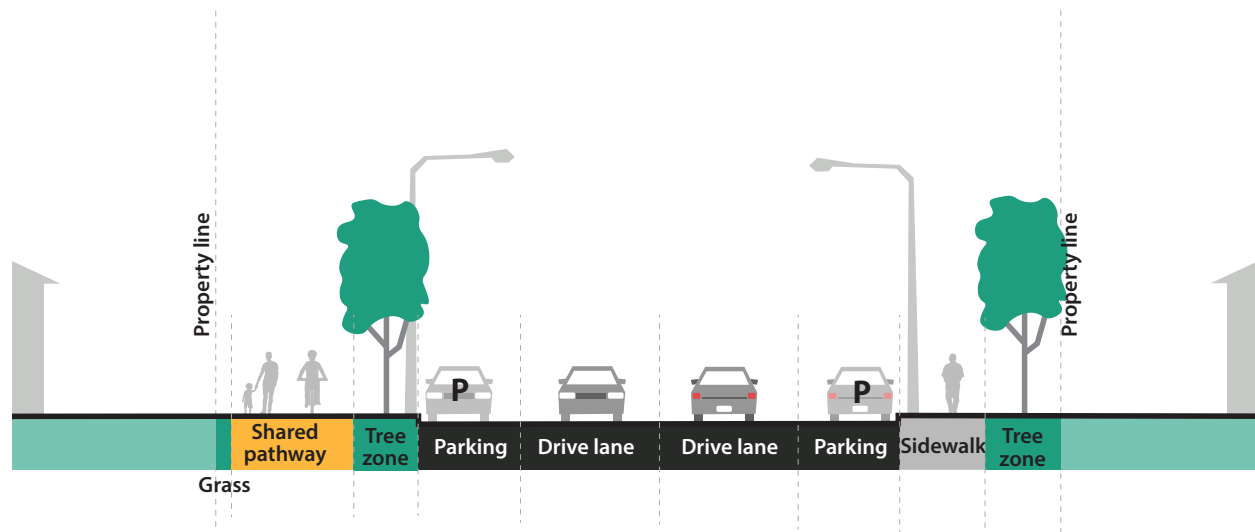 Property line
Property line
P
P
Shared
pathway
Tree
zone
Parking
Drive lane
Drive lane
Parking
Sidewalk
Tree
zone
Grass